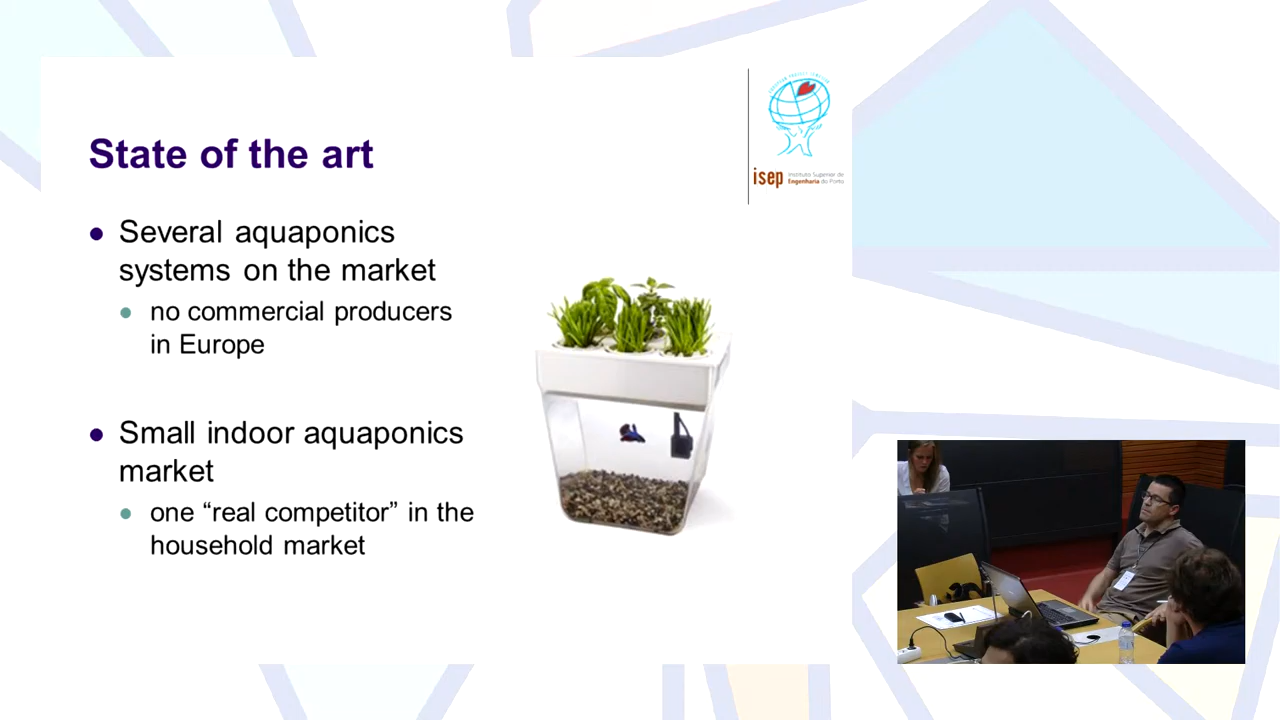 State of the art
Several aquaponics
systems on the market
no commercial producers
in Europe
Small indoor aquaponics
market
one “real competitor” in the
household market
isep
Instituto Superior de
Engenharia do Porto